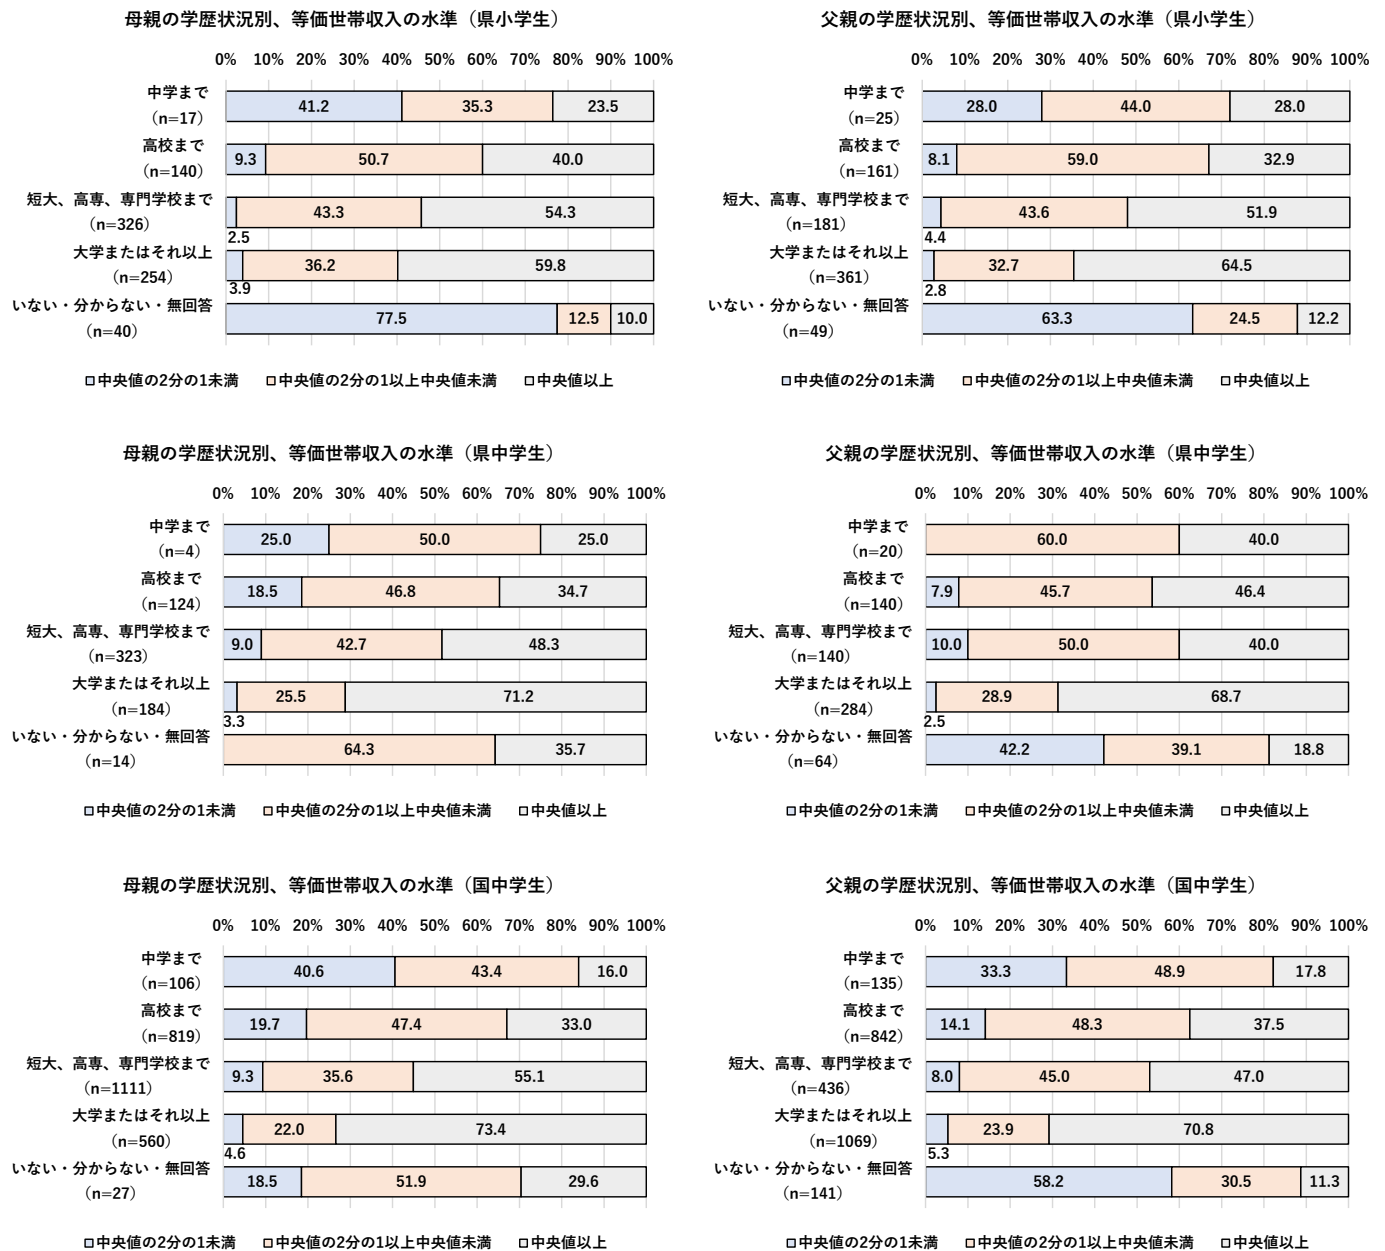 母親の学歴状況別、等価世帯収入の水準（県小学生）
0% 10% 20% 30% 40% 50% 60% 70% 80% 90% 100%
中学まで
（n=17）
41.2 35.3 23.5
高校まで
（n=140）
9.3 50.7 40.0
短大、高専、専門学校まで
（n=326）
43.3 54.3
2.5
大学またはそれ以上
（n=254）
36.2 59.8
3.9
いない・分からない・無回答
（n=40）
77.5 12.5 10.0
中央値の2分の1未満 中央値の2分の1以上中央値未満 中央値以上
父親の学歴状況別、等価世帯収入の水準（県小学生）
0% 10% 20% 30% 40% 50% 60% 70% 80% 90% 100%
中学まで
（n=25）
28.0 44.0 28.0
高校まで
（n=161）
8.1 59.0 32.9
短大、高専、専門学校まで
（n=181）
43.6 51.9
4.4
大学またはそれ以上
（n=361）
32.7 64.5
2.8
いない・分からない・無回答
（n=49）
63.3 24.5 12.2
中央値の2分の1未満 中央値の2分の1以上中央値未満 中央値以上
母親の学歴状況別、等価世帯収入の水準（県中学生）
0% 10% 20% 30% 40% 50% 60% 70% 80% 90% 100%
中学まで
（n=4）
25.0 50.0 25.0
高校まで
（n=124）
18.5 46.8 34.7
短大、高専、専門学校まで
（n=323）
9.0 42.7 48.3
大学またはそれ以上
（n=184）
25.5 71.2
3.3
いない・分からない・無回答
（n=14）
64.3 35.7
中央値の2分の1未満 中央値の2分の1以上中央値未満 中央値以上
父親の学歴状況別、等価世帯収入の水準（県中学生）
0% 10% 20% 30% 40% 50% 60% 70% 80% 90% 100%
中学まで
（n=20）
60.0 40.0
高校まで
（n=140）
7.9 45.7 46.4
短大、高専、専門学校まで
（n=140）
10.0 50.0 40.0
大学またはそれ以上
（n=284）
28.9 68.7
2.5
いない・分からない・無回答
（n=64）
42.2 39.1 18.8
中央値の2分の1未満 中央値の2分の1以上中央値未満 中央値以上
母親の学歴状況別、等価世帯収入の水準（国中学生）
0% 10% 20% 30% 40% 50% 60% 70% 80% 90% 100%
中学まで
（n=106）
40.6 43.4 16.0
高校まで
（n=819）
19.7 47.4 33.0
短大、高専、専門学校まで
（n=1111）
9.3 35.6 55.1
大学またはそれ以上
（n=560）
22.0 73.4
4.6
いない・分からない・無回答
（n=27）
18.5 51.9 29.6
中央値の2分の1未満 中央値の2分の1以上中央値未満 中央値以上
父親の学歴状況別、等価世帯収入の水準（国中学生）
0% 10% 20% 30% 40% 50% 60% 70% 80% 90% 100%
中学まで
（n=135）
33.3 48.9 17.8
高校まで
（n=842）
14.1 48.3 37.5
短大、高専、専門学校まで
（n=436）
8.0 45.0 47.0
大学またはそれ以上
（n=1069）
23.9 70.8
5.3
いない・分からない・無回答
（n=141）
58.2 30.5 11.3
中央値の2分の1未満 中央値の2分の1以上中央値未満 中央値以上